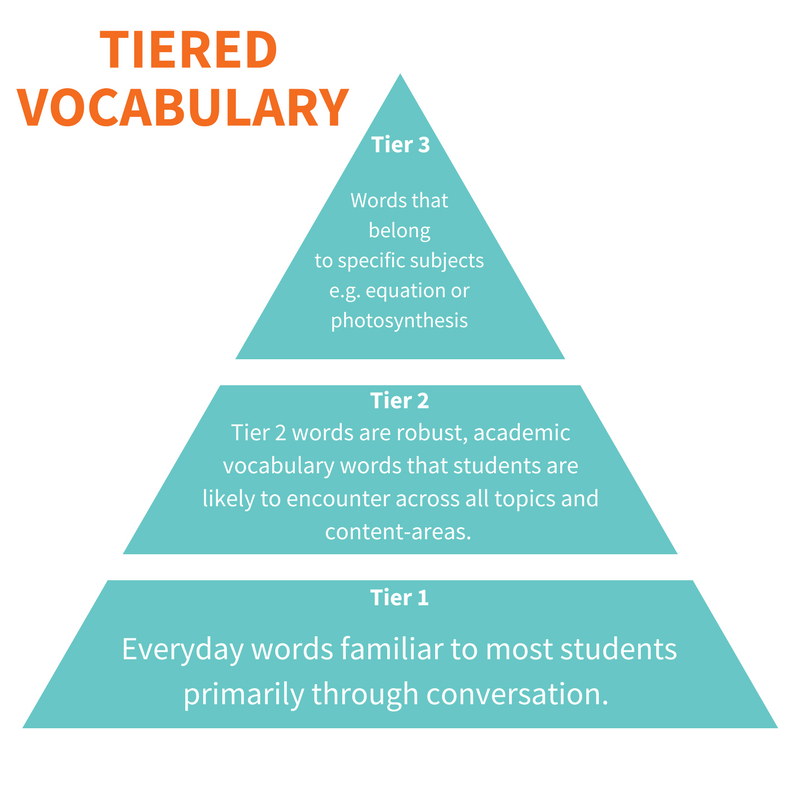 TIERED
VOCABULARY
Tier 3
Words that
belong
to specific subjects
e.g. equation or
photosynthesis
Tier 2
Tier 2 words are robust, academic
vocabulary words that students are
likely to encounter across all topics and
content-areas.
Tier 1
Everyday words familiar to most students
primarily through conversation.